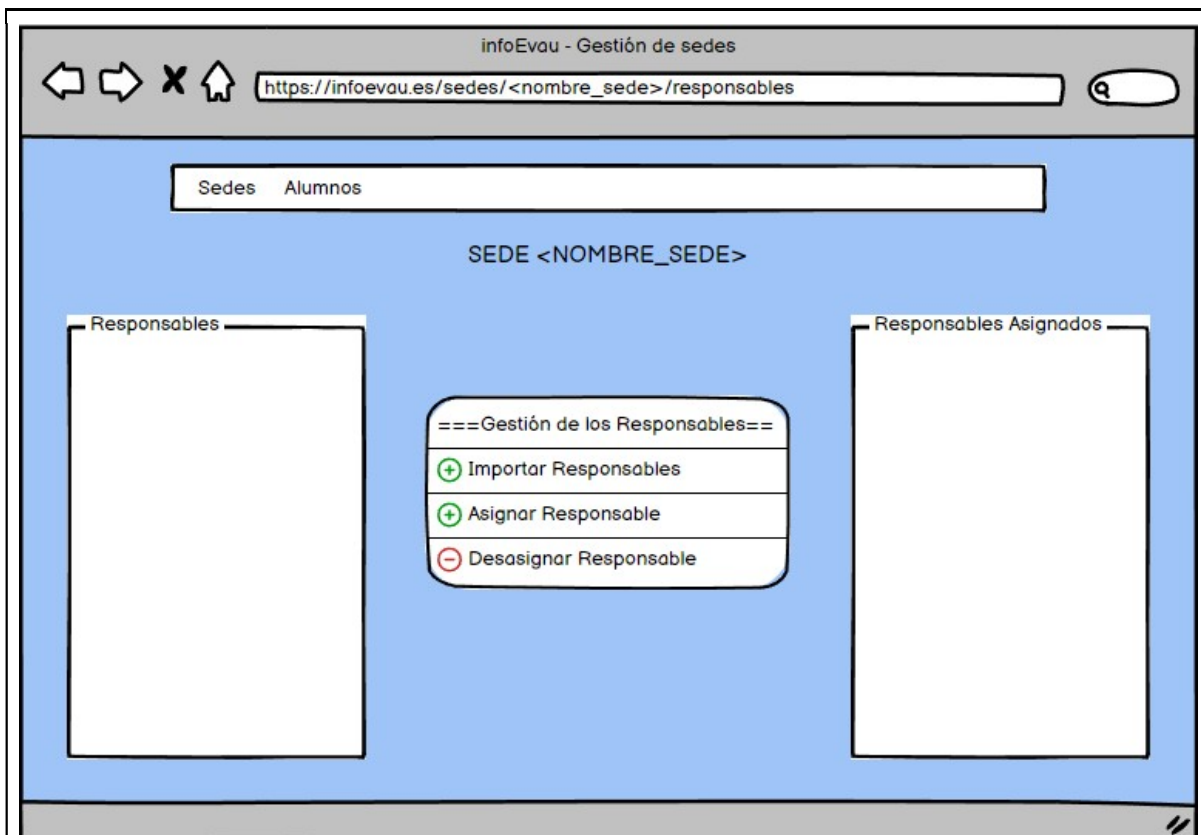 infoEvau - Gestión de sedes
https://infoevau.es/sedes/<nombre_sede>/responsables
Sedes Alumnos
SEDE <NOMBRE_SEDE>
Responsables
Responsables Asignados
===Gestión de los Responsables==
Importar Responsables
Asignar Responsable
Desasignar Responsable